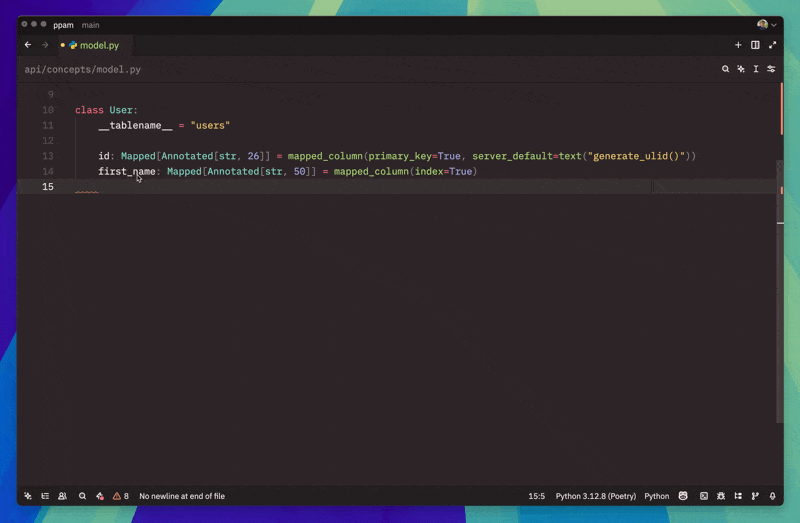 ppam main
model.py
api/concepts/model.py
9
10 class User:
11 __tablename__ = "users"
12
13 id: Mapped[Annotated[str, 26]] = mapped_column(primary_key=True, server_default=text("generate_ulid()"))
14 first_name: Mapped[Annotated[str, 50]] = mapped_column(index=True)
15
8 No newline at end of file 15:5 Python 3.12.8 (Poetry) Python